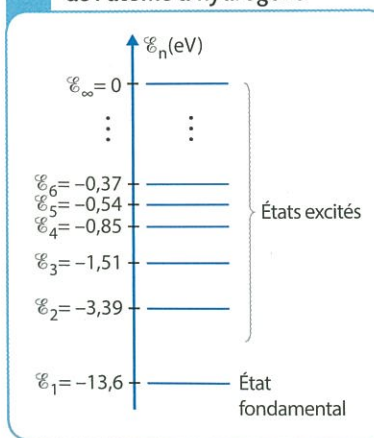 de l'atome d'hydrogène
ℰn(eV)
ℰ∞= 0
ℰ6= –0,37
ℰ5= –0,54
ℰ4= –0,85
États excités
ℰ3= –1,51
ℰ2= –3,39
ℰ1= –13,6
État
fondamental